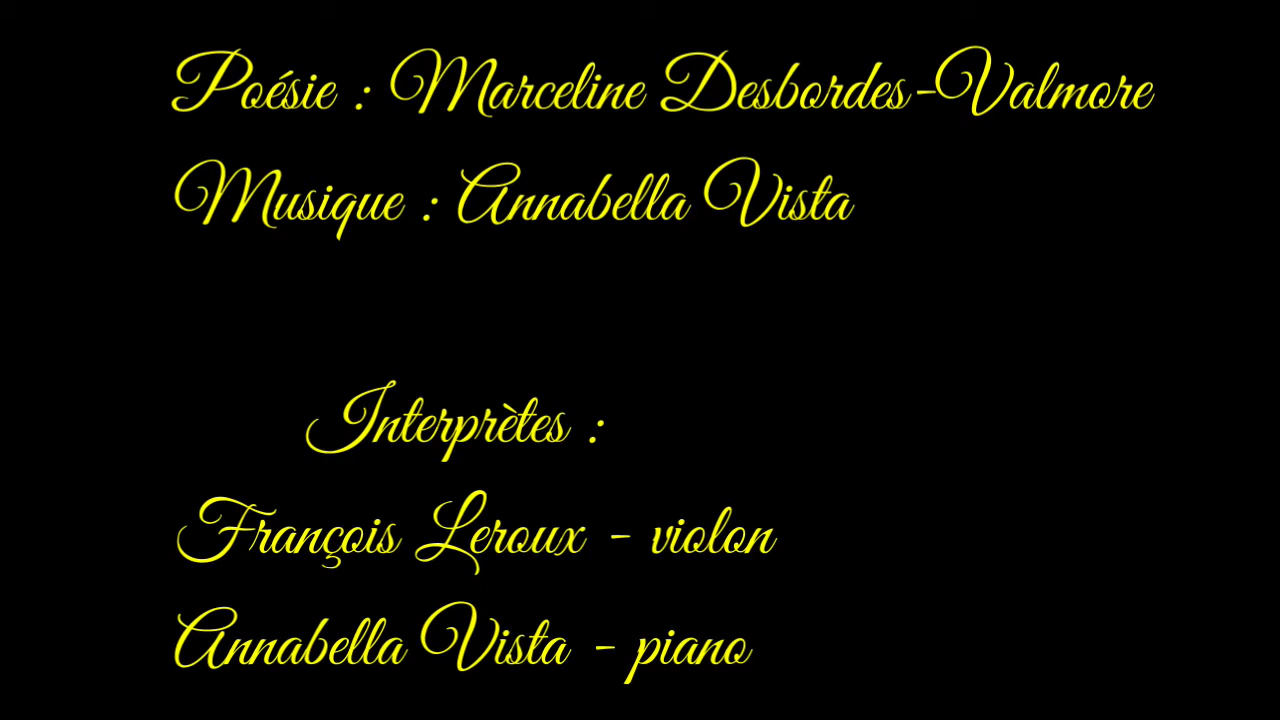 Poésie : Marceline Desbordes-Valmore
Musique : Annabella Vista
Interprètes :
François Leroux - violon
Annabella Vista - piano